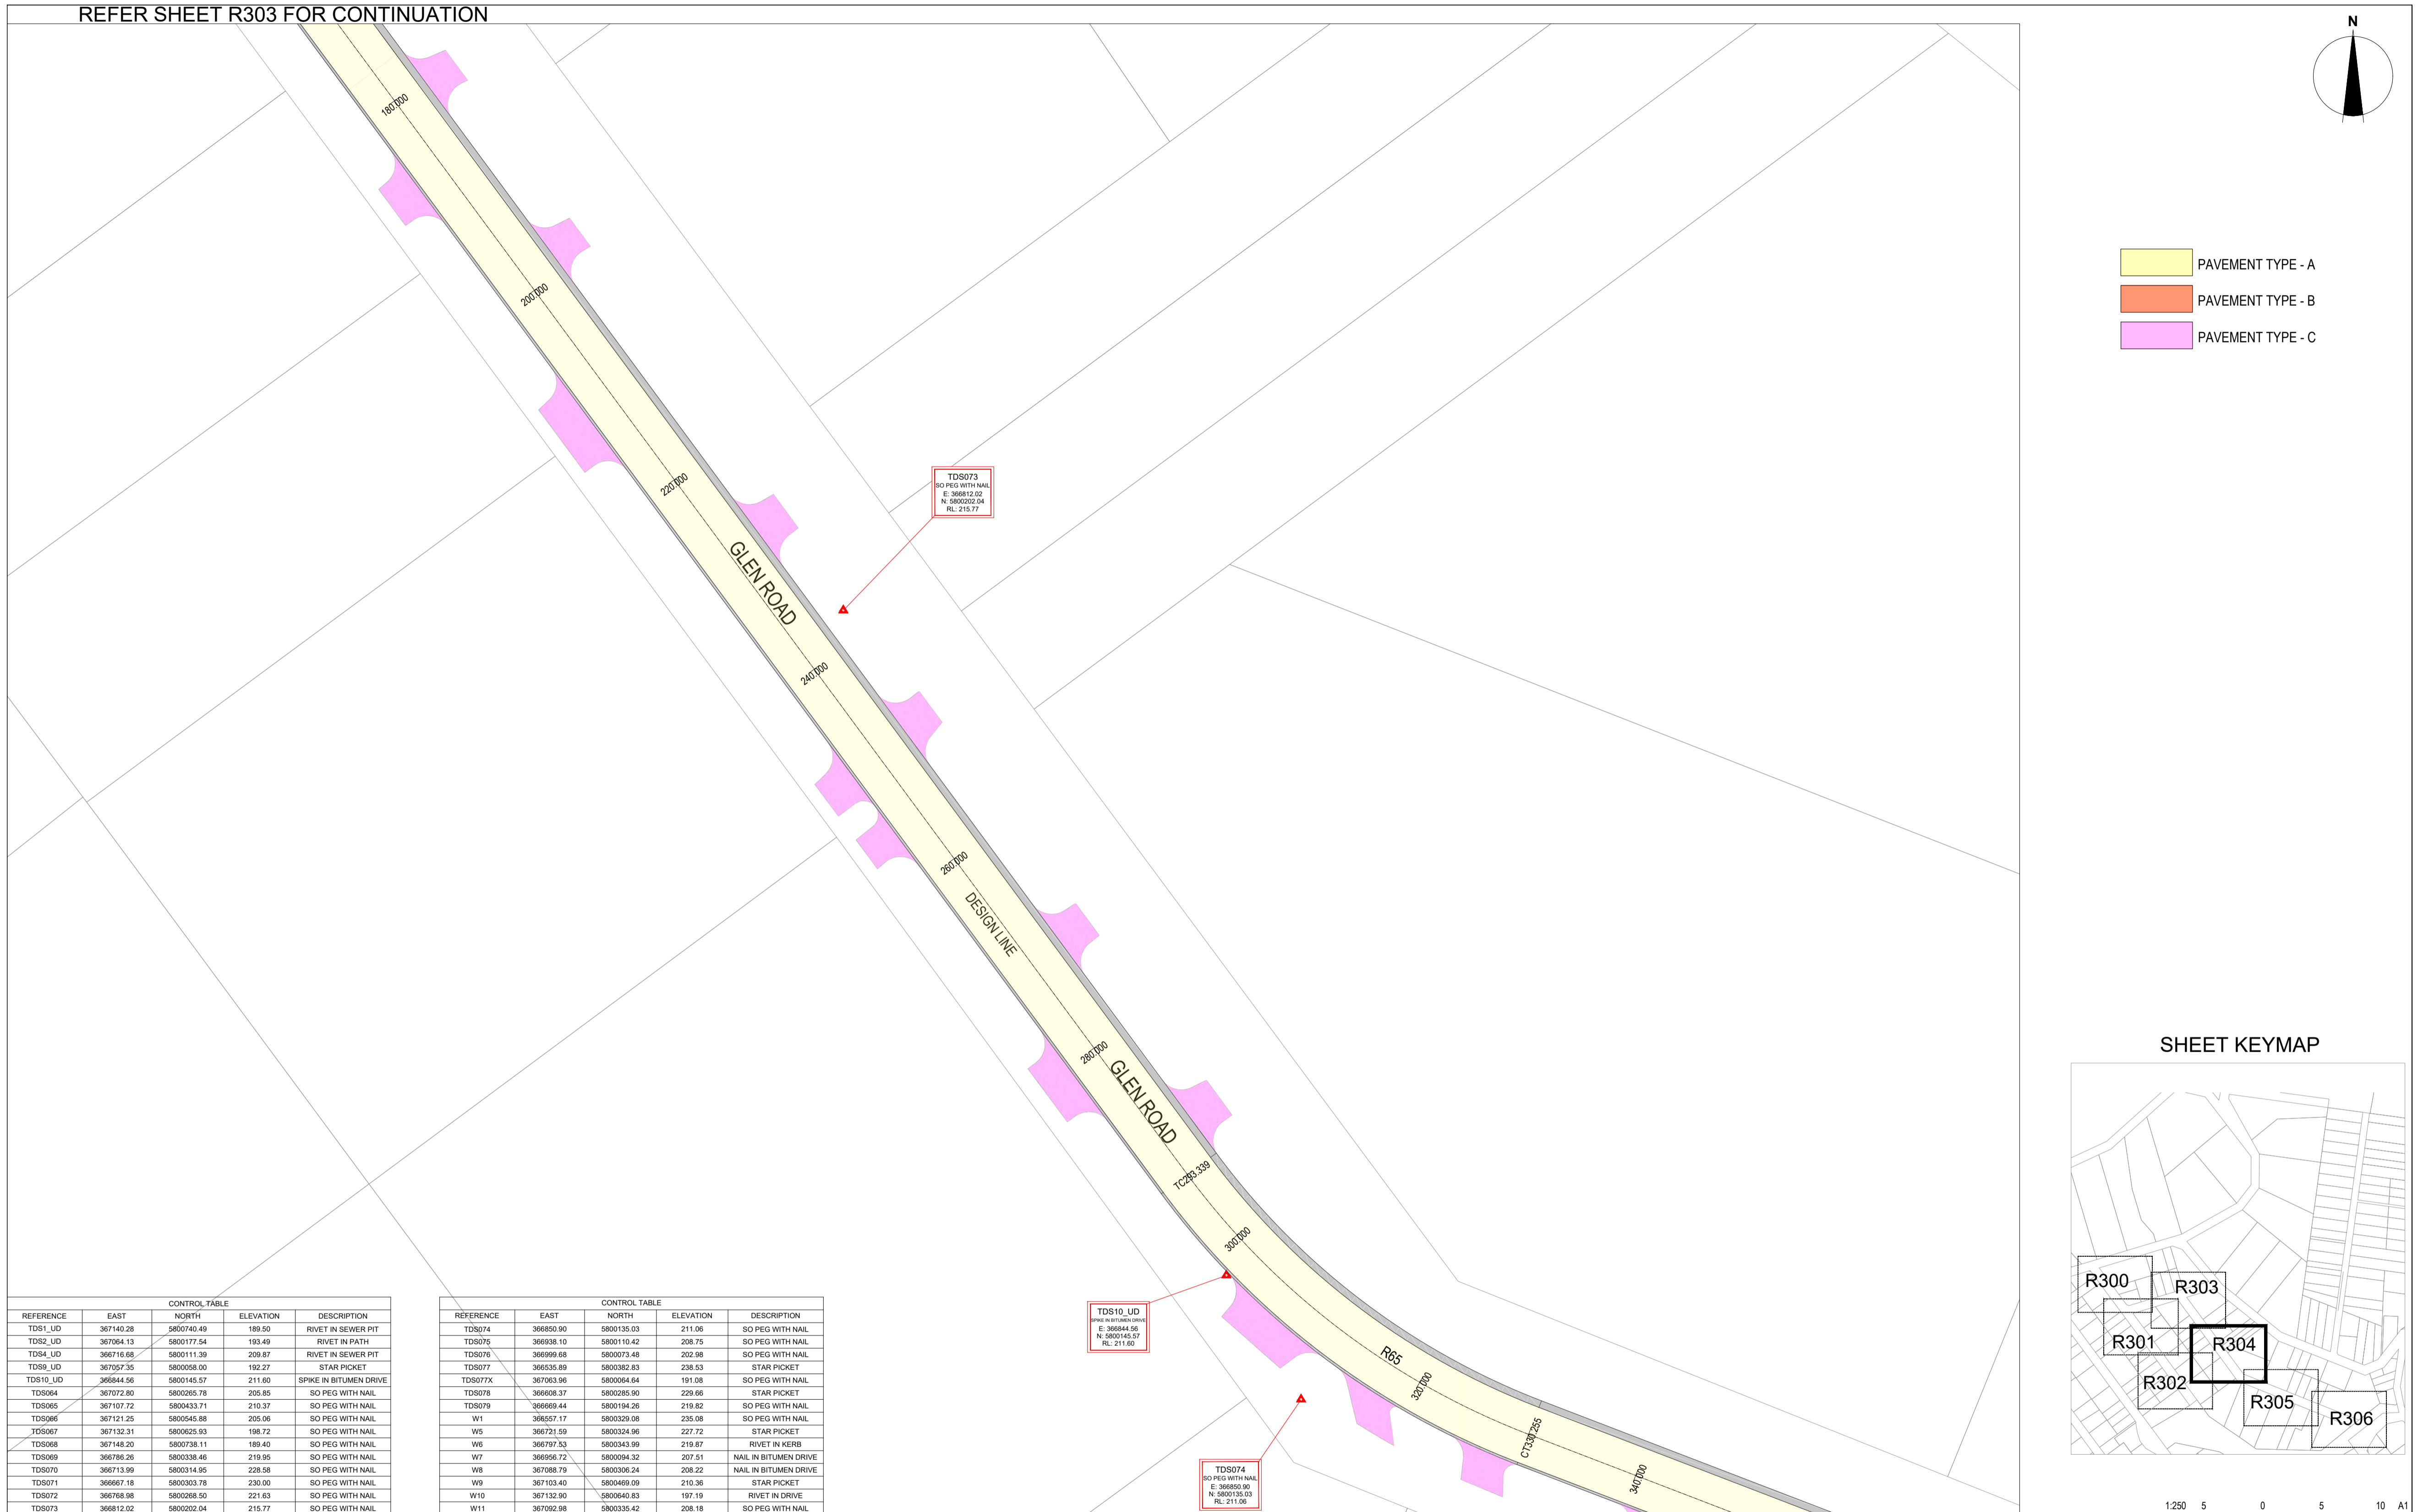 REFER SHEET R303 FOR CONTINUATION
N
180.000
200.000
220.000
GLEN ROAD
240.000
260.000
DESIGN LINE
280.000
GLEN ROAD
TC293.339
300.000
R65
320.000
CT330.255
340.000
TDS073
SO PEG WITH NAIL
E: 366812.02
N: 5800202.04
RL: 215.77
TDS10_UD
SPIKE IN BITUMEN DRIVE
E: 366844.56
N: 5800145.57
RL: 211.60
TDS074
SO PEG WITH NAIL
E: 366850.90
N: 5800135.03
RL: 211.06
PAVEMENT TYPE - A
PAVEMENT TYPE - B
PAVEMENT TYPE - C
SHEET KEYMAP
R300
R303
R301
R304
R302
R305
R306
1:250 5 0 5 10 A1
CONTROL TABLE
REFERENCE EAST NORTH ELEVATION DESCRIPTION
TDS1_UD 367140.28 5800740.49 189.50 RIVET IN SEWER PIT
TDS2_UD 367064.13 5800177.54 193.49 RIVET IN PATH
TDS4_UD 366716.68 5800111.39 209.87 RIVET IN SEWER PIT
TDS9_UD 367057.35 5800058.00 192.27 STAR PICKET
TDS10_UD 366844.56 5800145.57 211.60 SPIKE IN BITUMEN DRIVE
TDS064 367072.80 5800265.78 205.85 SO PEG WITH NAIL
TDS065 367107.72 5800433.71 210.37 SO PEG WITH NAIL
TDS066 367121.25 5800545.88 205.06 SO PEG WITH NAIL
TDS067 367132.31 5800625.93 198.72 SO PEG WITH NAIL
TDS068 367148.20 5800738.11 189.40 SO PEG WITH NAIL
TDS069 366786.26 5800338.46 219.95 SO PEG WITH NAIL
TDS070 366713.99 5800314.95 228.58 SO PEG WITH NAIL
TDS071 366667.18 5800303.78 230.00 SO PEG WITH NAIL
TDS072 366768.98 5800268.50 221.63 SO PEG WITH NAIL
TDS073 366812.02 5800202.04 215.77 SO PEG WITH NAIL
CONTROL TABLE
REFERENCE EAST NORTH ELEVATION DESCRIPTION
TDS074 366850.90 5800135.03 211.06 SO PEG WITH NAIL
TDS075 366938.10 5800110.42 208.75 SO PEG WITH NAIL
TDS076 366999.68 5800073.48 202.98 SO PEG WITH NAIL
TDS077 366535.89 5800382.83 238.53 STAR PICKET
TDS077X 367063.96 5800064.64 191.08 SO PEG WITH NAIL
TDS078 366608.37 5800285.90 229.66 STAR PICKET
TDS079 366669.44 5800194.26 219.82 SO PEG WITH NAIL
W1 366557.17 5800329.08 235.08 SO PEG WITH NAIL
W5 366721.59 5800324.96 227.72 STAR PICKET
W6 366797.53 5800343.99 219.87 RIVET IN KERB
W7 366956.72 5800094.32 207.51 NAIL IN BITUMEN DRIVE
W8 367088.79 5800306.24 208.22 NAIL IN BITUMEN DRIVE
W9 367103.40 5800469.09 210.36 STAR PICKET
W10 367132.90 5800640.83 197.19 RIVET IN DRIVE
W11 367092.98 5800335.42 208.18 SO PEG WITH NAIL